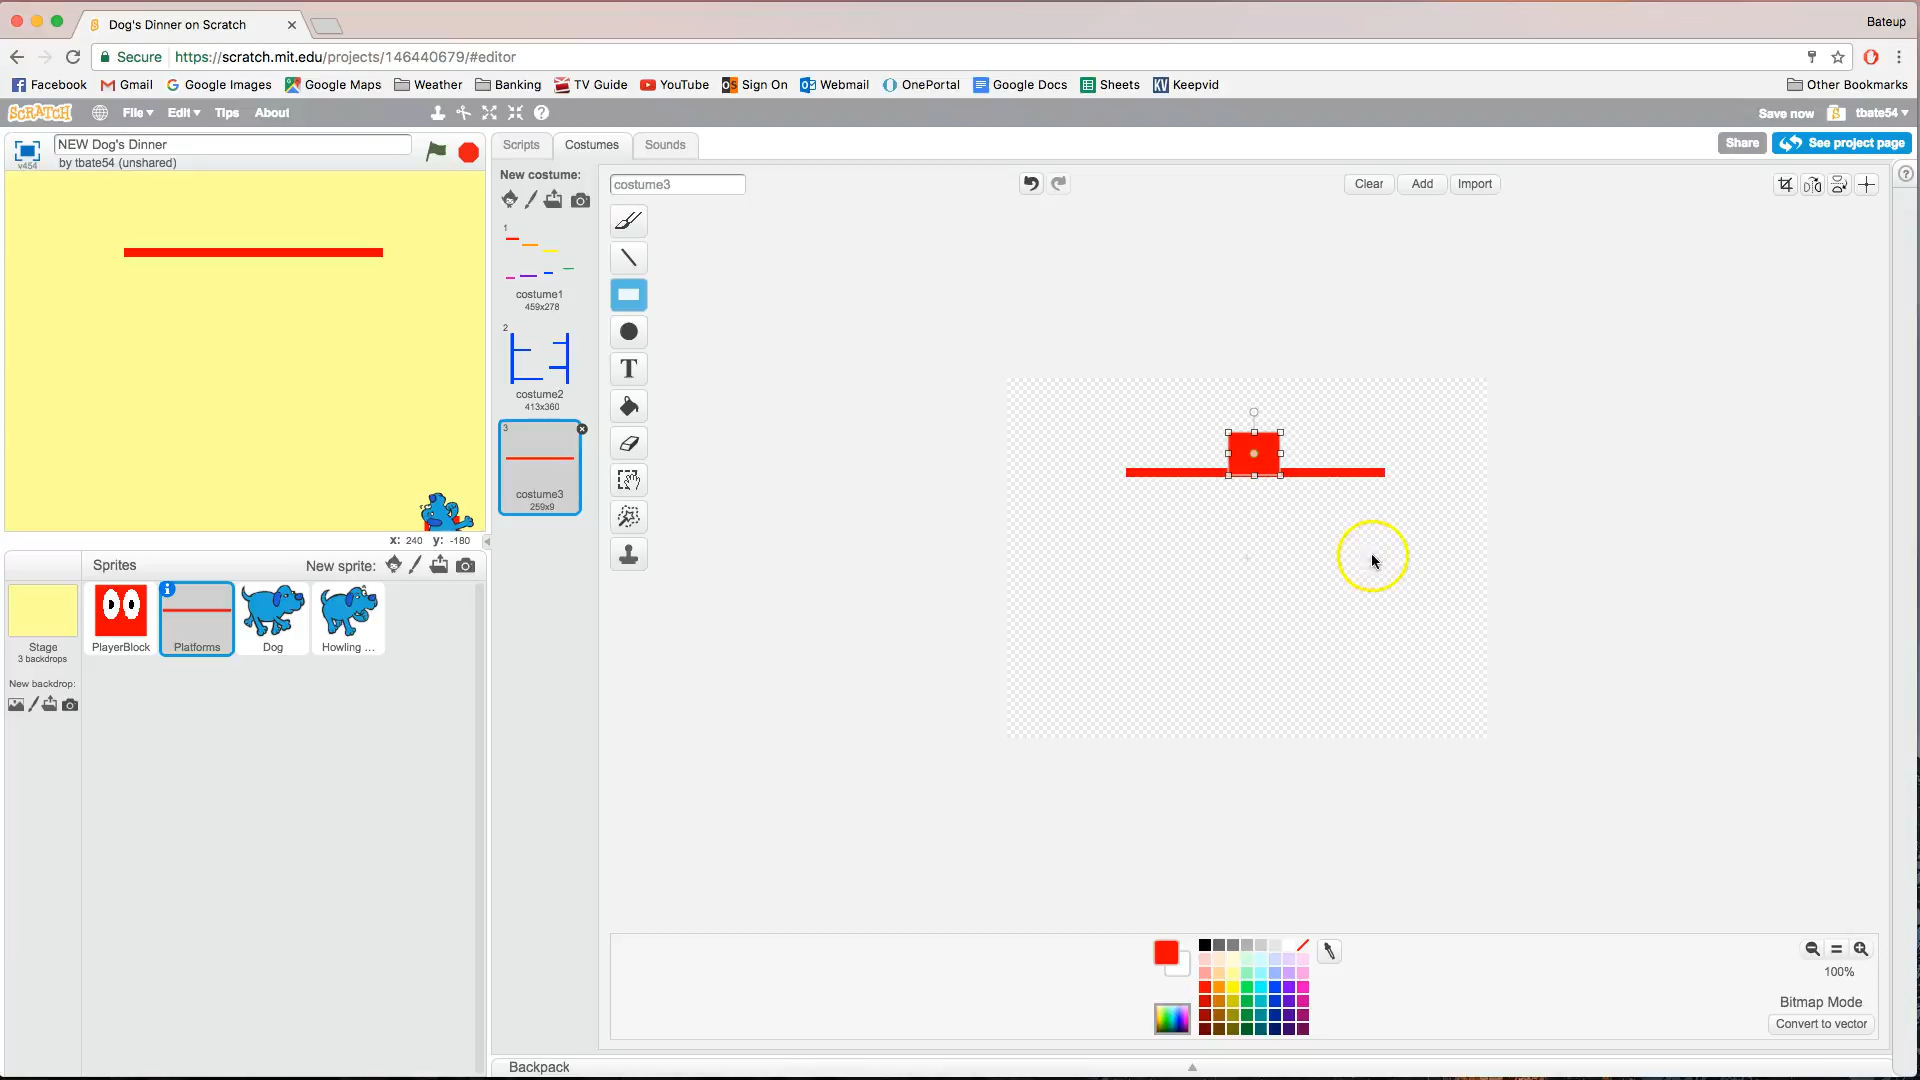 Dog's Dinner on Scratch
Bateup
Secure https://scratch.mit.edu/projects/146440679/#editor
Facebook Gmail Google Images Google Maps Weather Banking TV Guide YouTube Sign On Webmail OnePortal Google Docs Sheets Keepvid Other Bookmarks
SCRATCH File Edit Tips About Save now tbate54
NEW Dog's Dinner
by tbate54 (unshared)
v454
Scripts Costumes Sounds
Share See project page
New costume:
costume3
Clear Add Import
1
costume1
459x278
2
costume2
413x360
3
costume3
259x9
T
x: 240 y: -180
Sprites New sprite:
PlayerBlock Platforms Dog Howling ...
Stage
3 backdrops
New backdrop:
100%
Bitmap Mode
Convert to vector
Backpack